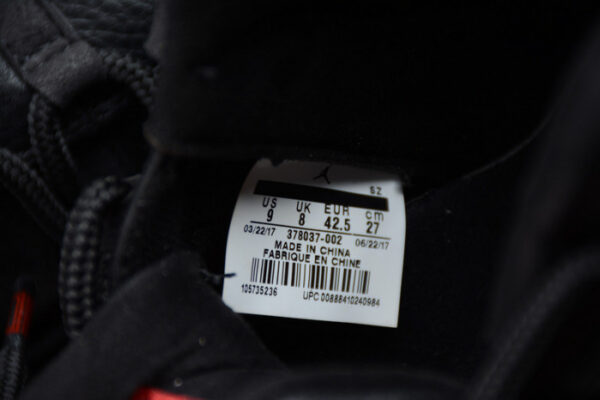 SZ
US UK EUR cm
9 8 42.5 27
03/22/17 378037-002 06/22/17
MADE IN CHINA
FABRIQUE EN CHINE
105735236 UPC 00888410240984